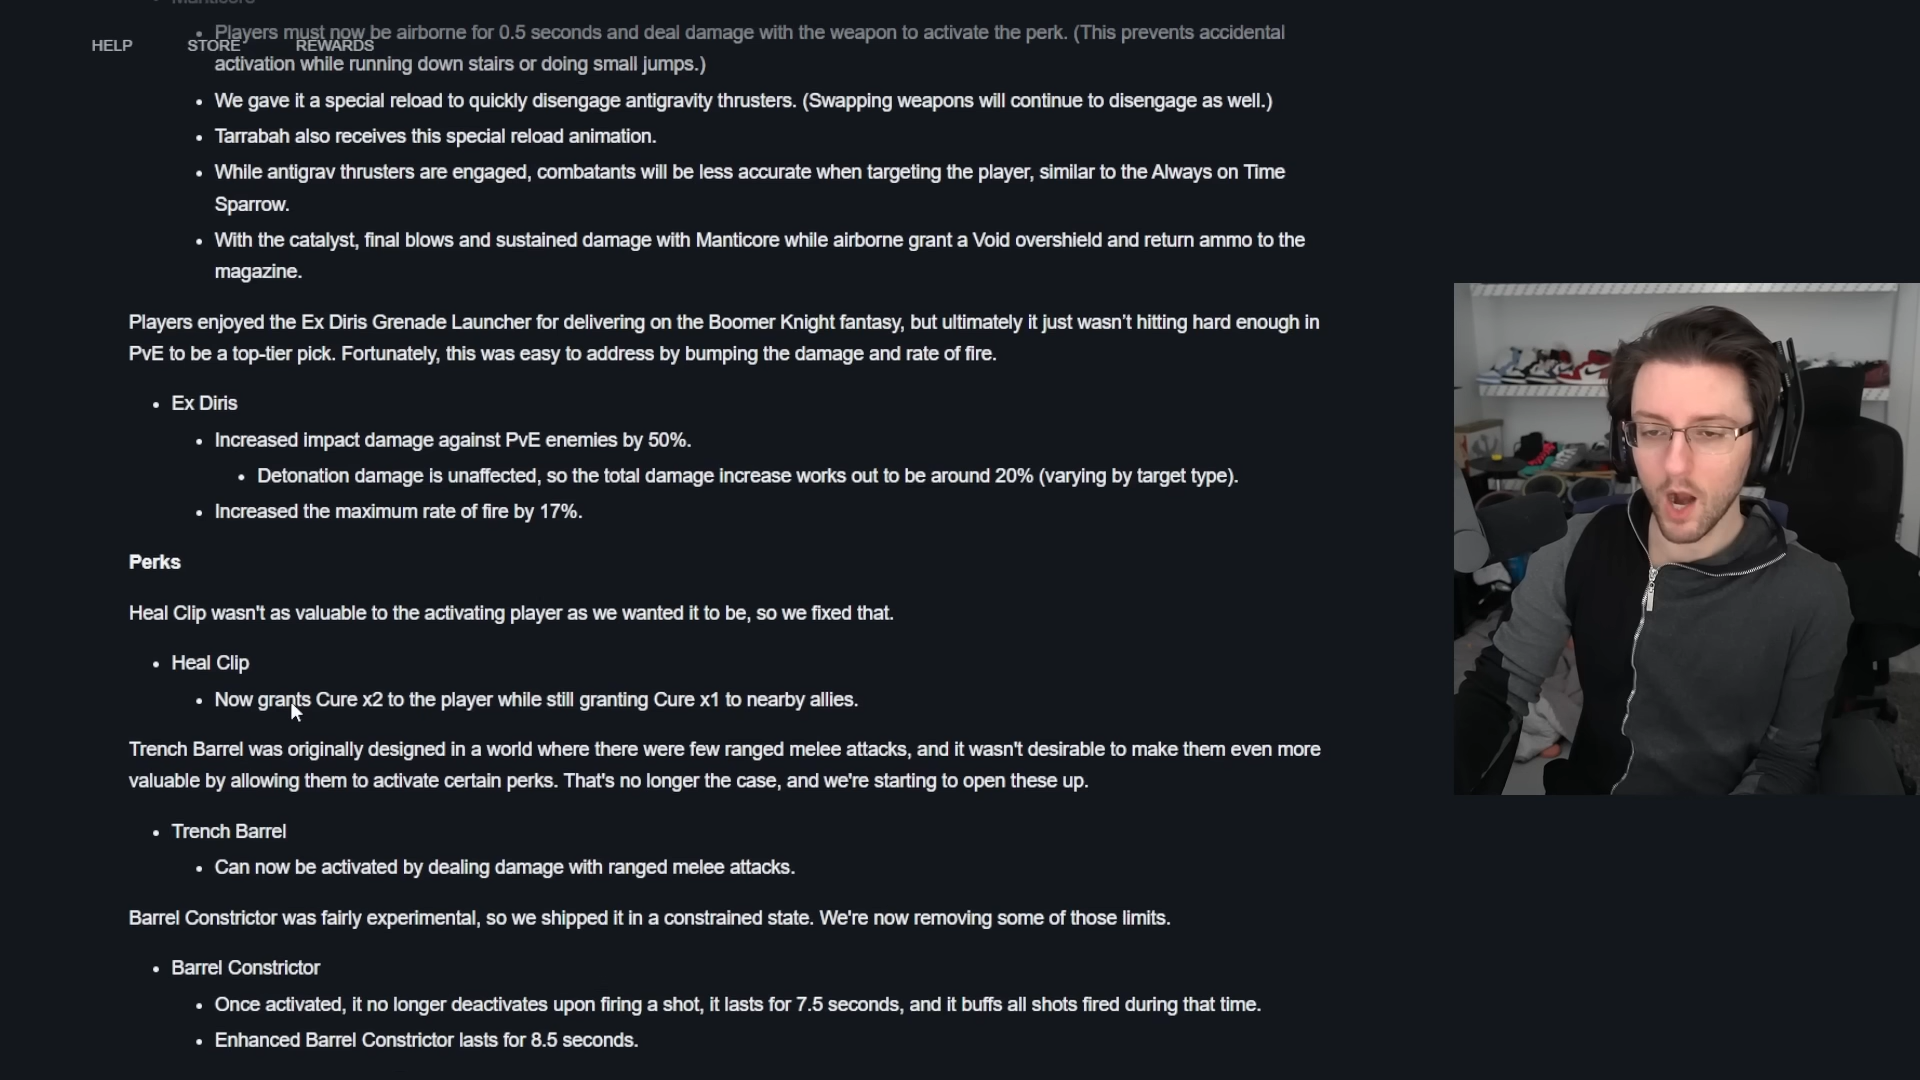 Manticore
HELP STORE REWARDS
Players must now be airborne for 0.5 seconds and deal damage with the weapon to activate the perk. (This prevents accidental
activation while running down stairs or doing small jumps.)
We gave it a special reload to quickly disengage antigravity thrusters. (Swapping weapons will continue to disengage as well.)
Tarrabah also receives this special reload animation.
While antigrav thrusters are engaged, combatants will be less accurate when targeting the player, similar to the Always on Time
Sparrow.
With the catalyst, final blows and sustained damage with Manticore while airborne grant a Void overshield and return ammo to the
magazine.
Players enjoyed the Ex Diris Grenade Launcher for delivering on the Boomer Knight fantasy, but ultimately it just wasn't hitting hard enough in
PvE to be a top-tier pick. Fortunately, this was easy to address by bumping the damage and rate of fire.
Ex Diris
Increased impact damage against PvE enemies by 50%.
Detonation damage is unaffected, so the total damage increase works out to be around 20% (varying by target type).
Increased the maximum rate of fire by 17%.
Perks
Heal Clip wasn't as valuable to the activating player as we wanted it to be, so we fixed that.
Heal Clip
Now grants Cure x2 to the player while still granting Cure x1 to nearby allies.
Trench Barrel was originally designed in a world where there were few ranged melee attacks, and it wasn't desirable to make them even more
valuable by allowing them to activate certain perks. That's no longer the case, and we're starting to open these up.
Trench Barrel
Can now be activated by dealing damage with ranged melee attacks.
Barrel Constrictor was fairly experimental, so we shipped it in a constrained state. We're now removing some of those limits.
Barrel Constrictor
Once activated, it no longer deactivates upon firing a shot, it lasts for 7.5 seconds, and it buffs all shots fired during that time.
Enhanced Barrel Constrictor lasts for 8.5 seconds.